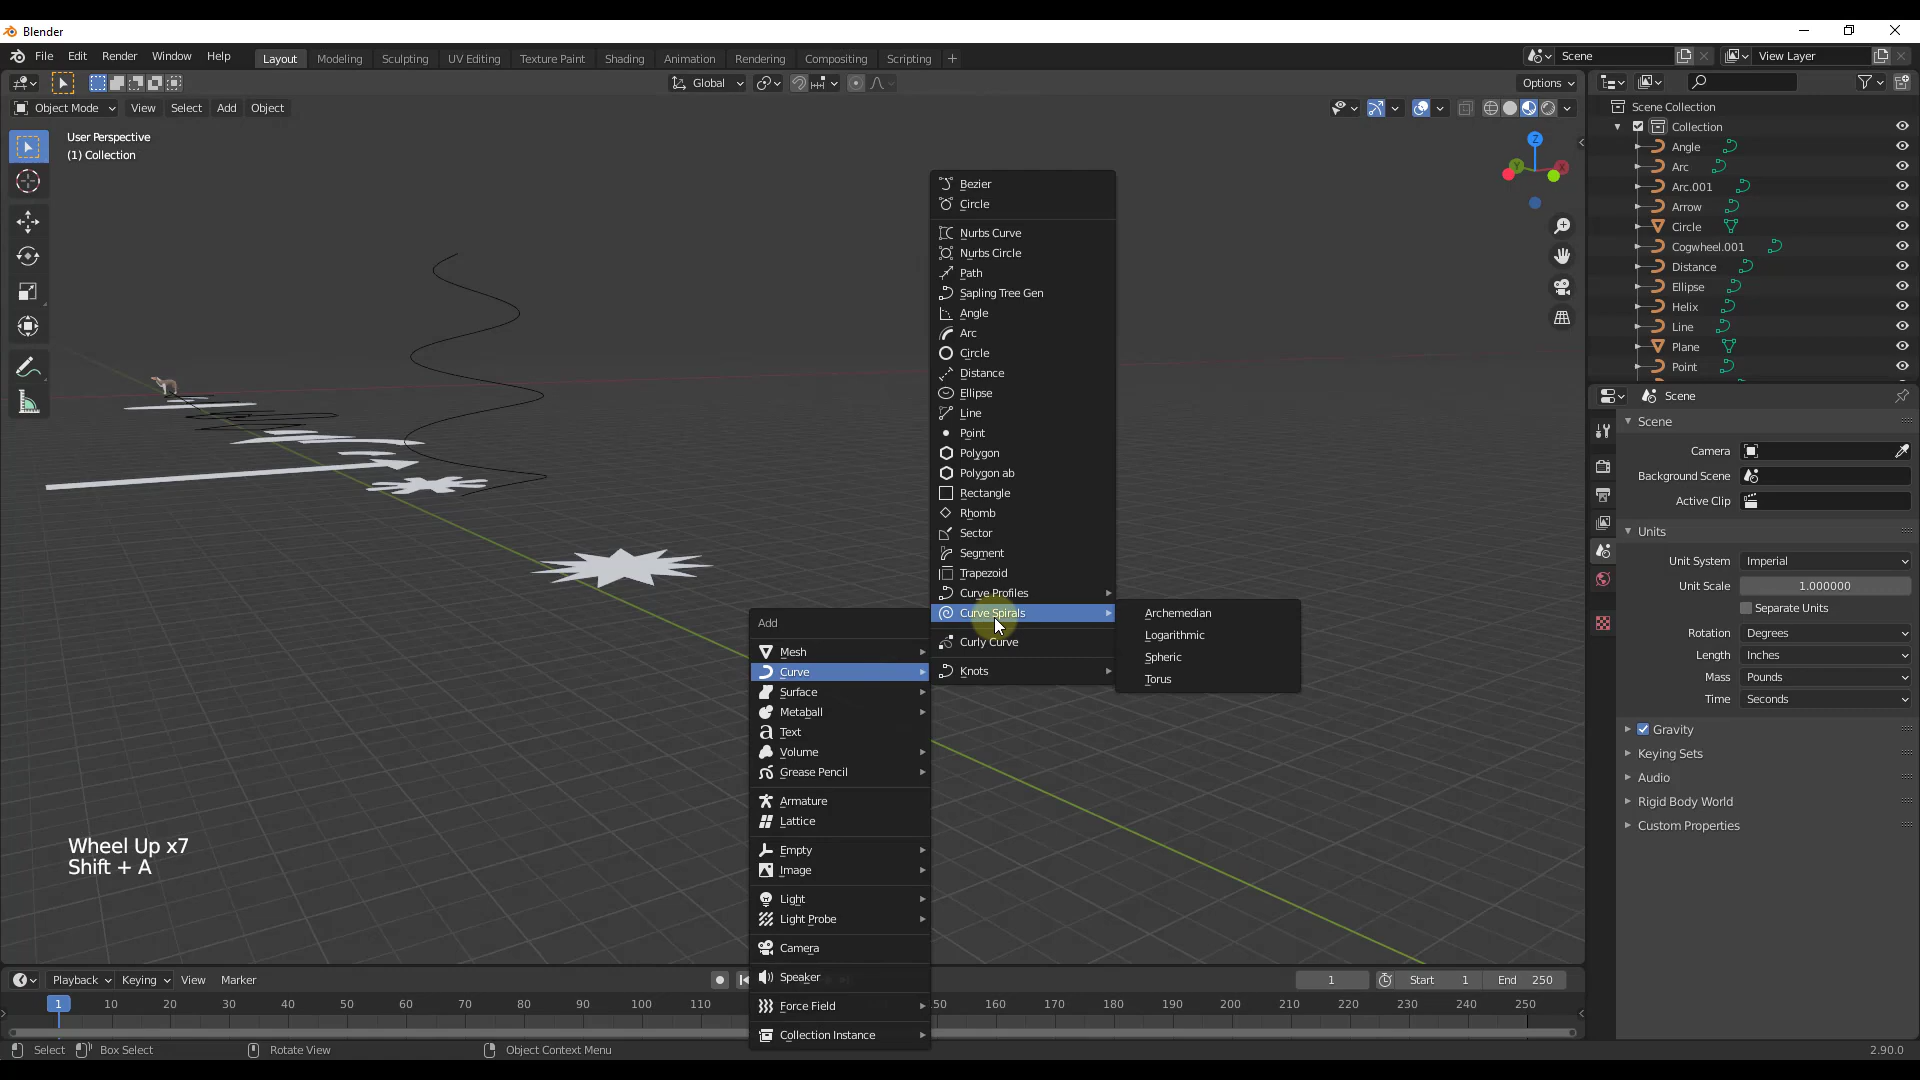 Blender
File Edit Render Window Help
Layout Modeling Sculpting UV Editing Texture Paint Shading Animation Rendering Compositing Scripting +
Scene
View Layer
Global
Options
Object Mode View Select Add Object
User Perspective
(1) Collection
Z
Y
X
Scene Collection
Collection
Angle
Arc
Arc.001
Arrow
Circle
Cogwheel.001
Distance
Ellipse
Helix
Line
Plane
Point
Bezier
Circle
Nurbs Curve
Nurbs Circle
Path
Sapling Tree Gen
Angle
Arc
Circle
Distance
Ellipse
Line
Point
Polygon
Polygon ab
Rectangle
Rhomb
Sector
Segment
Trapezoid
Curve Profiles
Curve Spirals
Curly Curve
Knots
Archemedian
Logarithmic
Spheric
Torus
Add
Mesh
Curve
Surface
Metaball
Text
Volume
Grease Pencil
Armature
Lattice
Empty
Image
Light
Light Probe
Camera
Speaker
Force Field
Collection Instance
Wheel Up x7
Shift + A
Scene
Scene
Camera
Background Scene
Active Clip
Units
Unit System Imperial
Unit Scale 1.000000
Separate Units
Rotation Degrees
Length Inches
Mass Pounds
Time Seconds
Gravity
Keying Sets
Audio
Rigid Body World
Custom Properties
Playback Keying View Marker
1 Start 1 End 250
1 10 20 30 40 50 60 70 80 90 100 110 50 160 170 180 190 200 210 220 230 240 250
Select Box Select Rotate View Object Context Menu
2.90.0